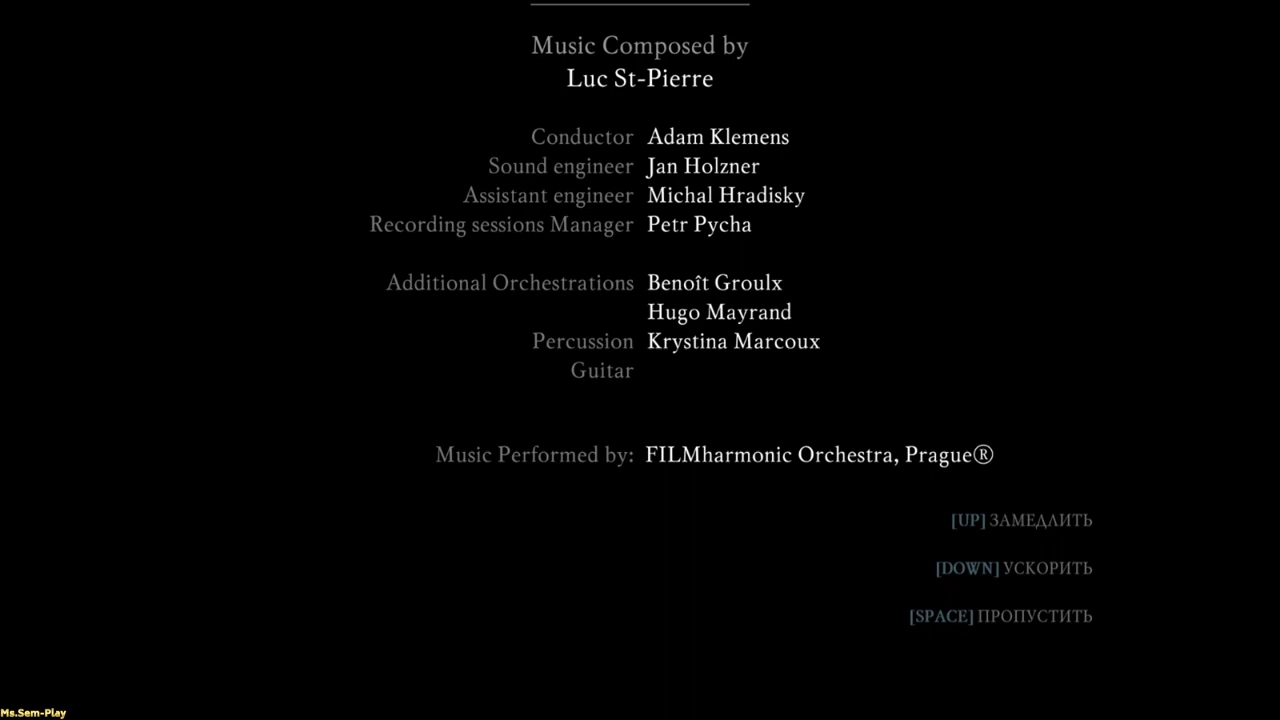 Music Composed by
Luc St-Pierre
Conductor Adam Klemens
Sound engineer Jan Holzner
Assistant engineer Michal Hradisky
Recording sessions Manager Petr Pycha
Additional Orchestrations Benoît Groulx
Hugo Mayrand
Percussion Krystina Marcoux
Guitar
Music Performed by: FILMharmonic Orchestra, Prague®
[UP] ЗАМЕДЛИТЬ
[DOWN] УСКОРИТЬ
[SPACE] ПРОПУСТИТЬ
Ms.Sem-Play